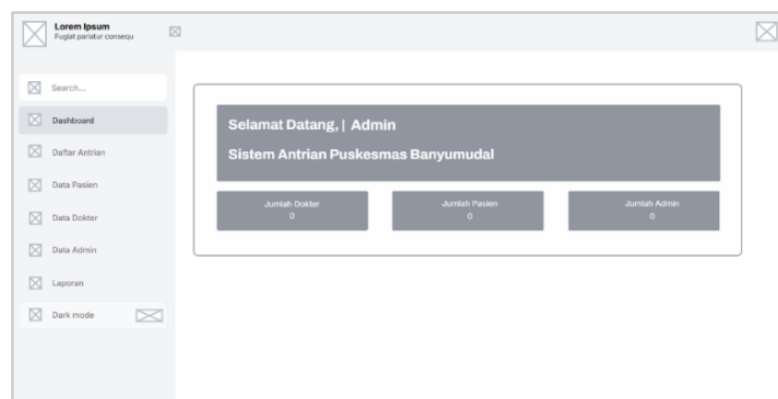 Lorem Ipsum
Fugiat pariatur consequ
Search...
Dashboard
Daftar Antrian
Data Pasien
Data Dokter
Data Admin
Laporan
Dark mode
Selamat Datang, | Admin
Sistem Antrian Puskesmas Banyumudal
Jumlah Dokter
0
Jumlah Pasien
0
Jumlah Admin
0